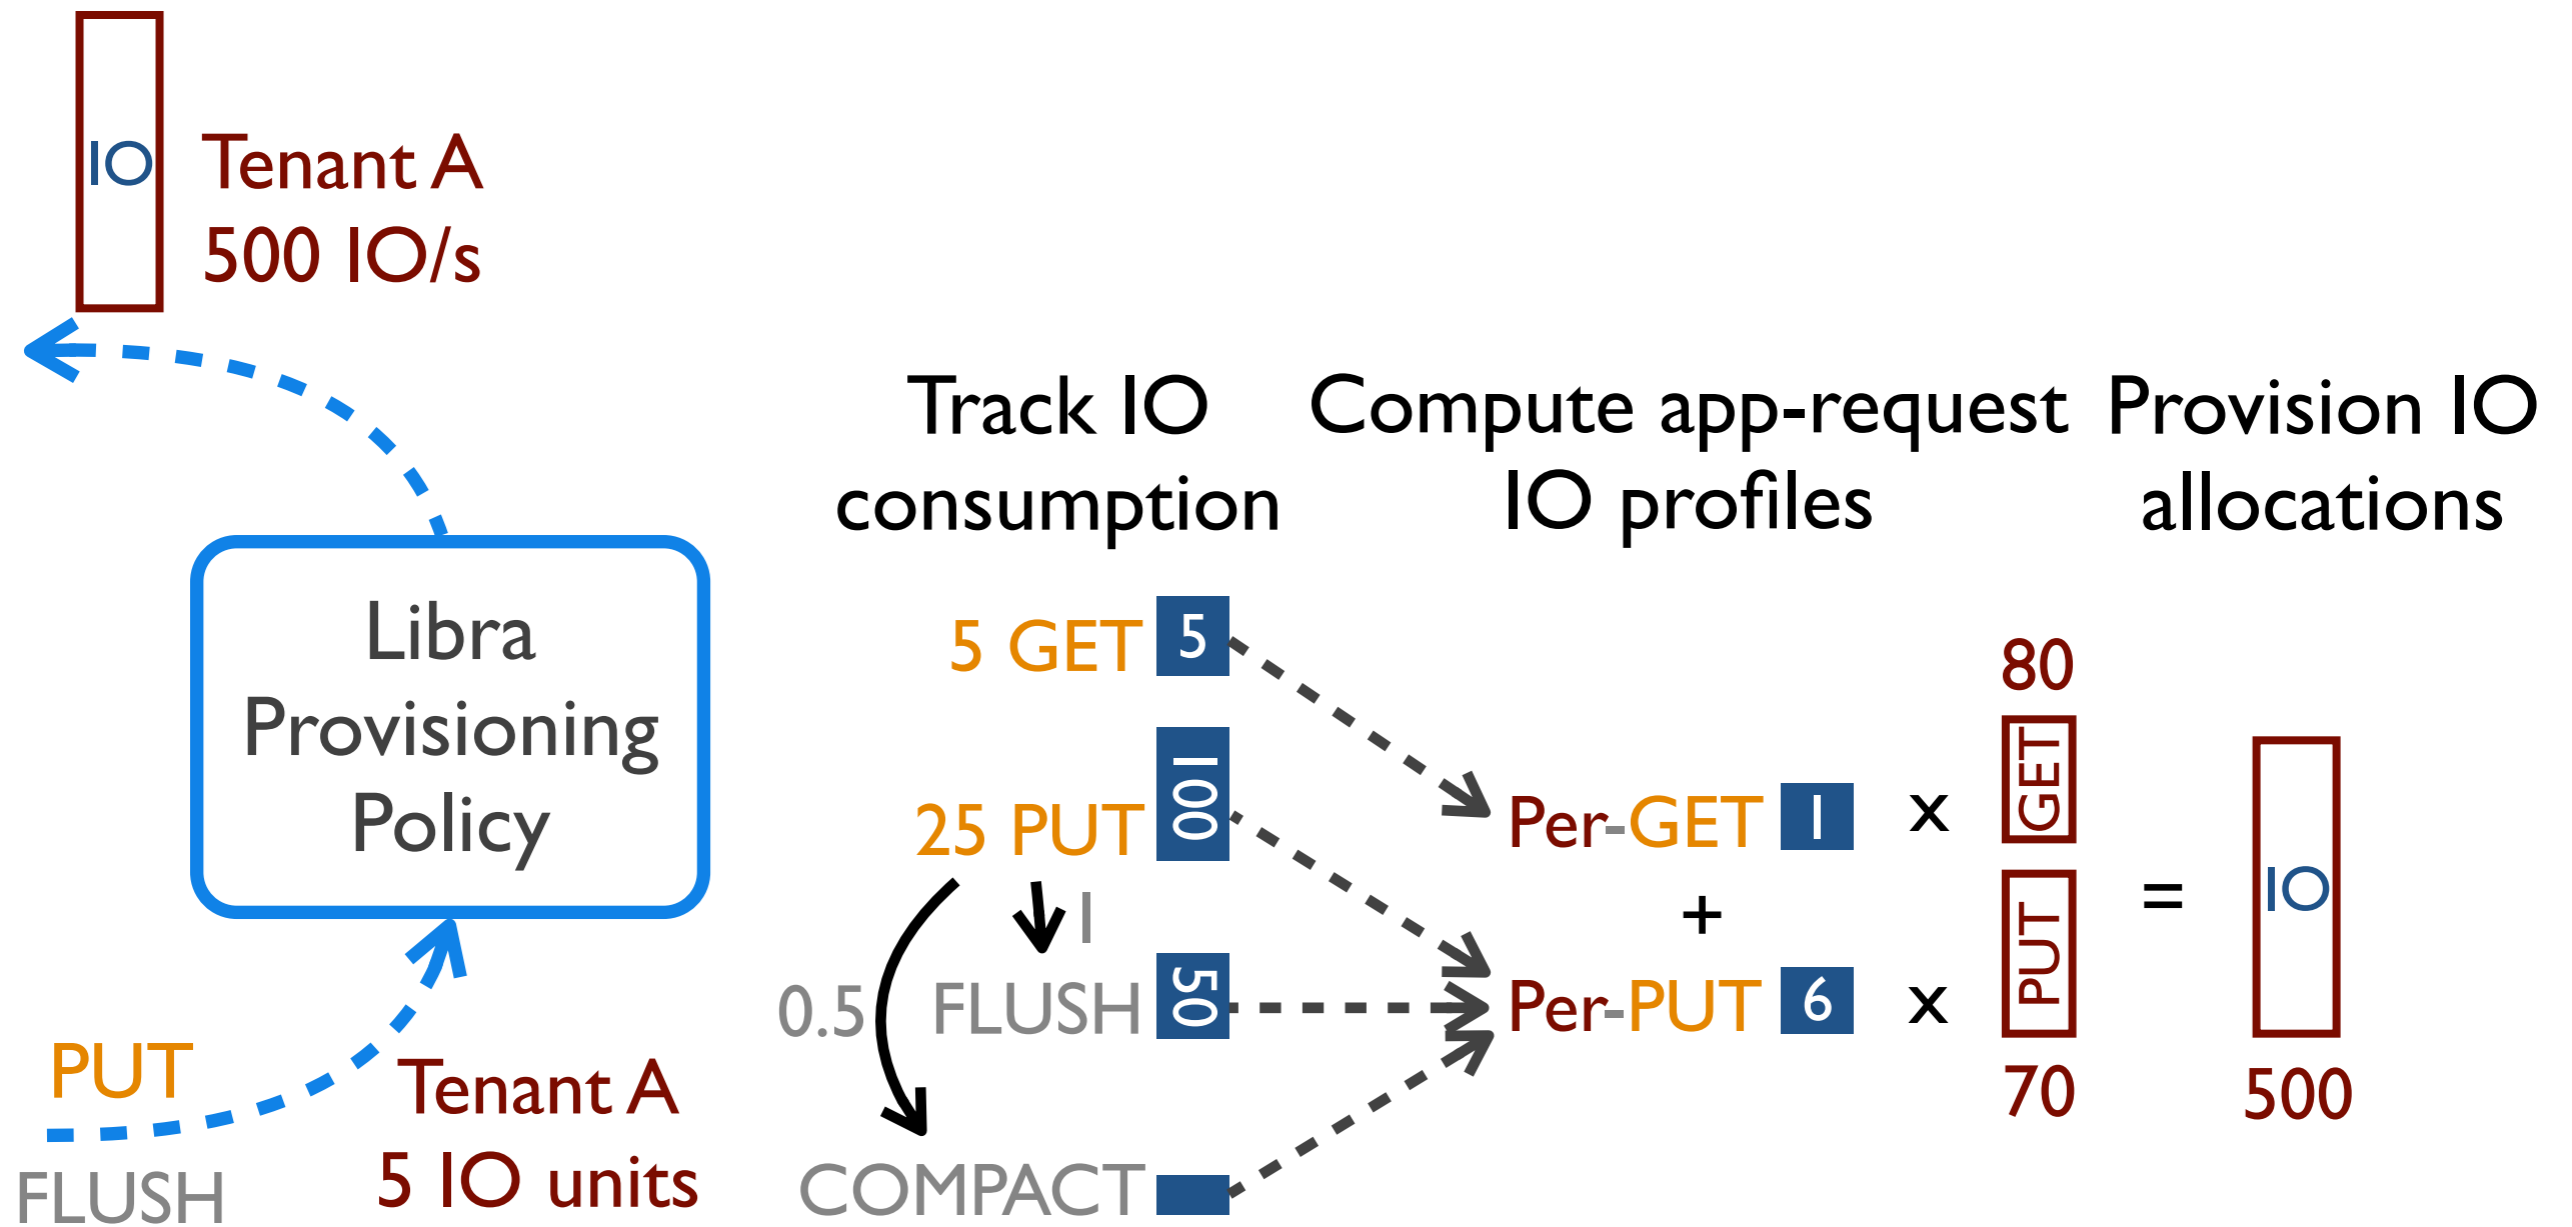 IO
Tenant A
500 IO/s
Libra
Provisioning
Policy
PUT
FLUSH
Tenant A
5 IO units
Track IO
consumption
5 GET 5
25 PUT 100
1
0.5
FLUSH 50
COMPACT
Compute app-request
IO profiles
Per-GET 1 x
+
Per-PUT 6 x
80
GET
PUT
70
=
Provision IO
allocations
IO
500